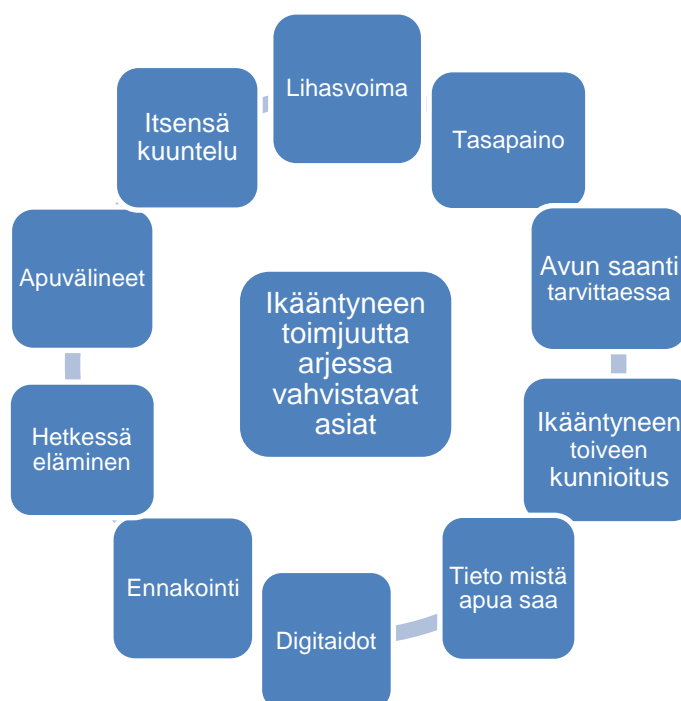 Lihasvoima
Tasapaino
Avun saanti
tarvittaessa
Ikääntyneen
toiveen
kunnioitus
Tieto mistä
apua saa
Digitaidot
Ennakointi
Hetkessä
eläminen
Apuvälineet
Itsensä
kuuntelu
Ikääntyneen
toimjuutta
arjessa
vahvistavat
asiat